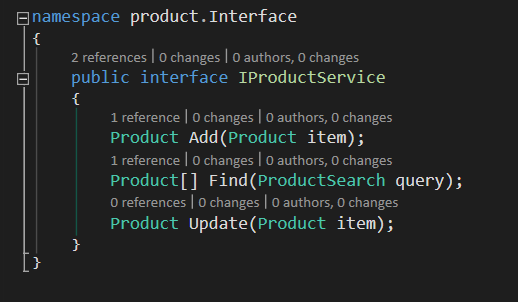 namespace product.Interface
{
2 references | 0 changes | 0 authors, 0 changes
public interface IProductService
{
1 reference | 0 changes | 0 authors, 0 changes
Product Add(Product item);
1 reference | 0 changes | 0 authors, 0 changes
Product[] Find(ProductSearch query);
0 references | 0 changes | 0 authors, 0 changes
Product Update(Product item);
}
}